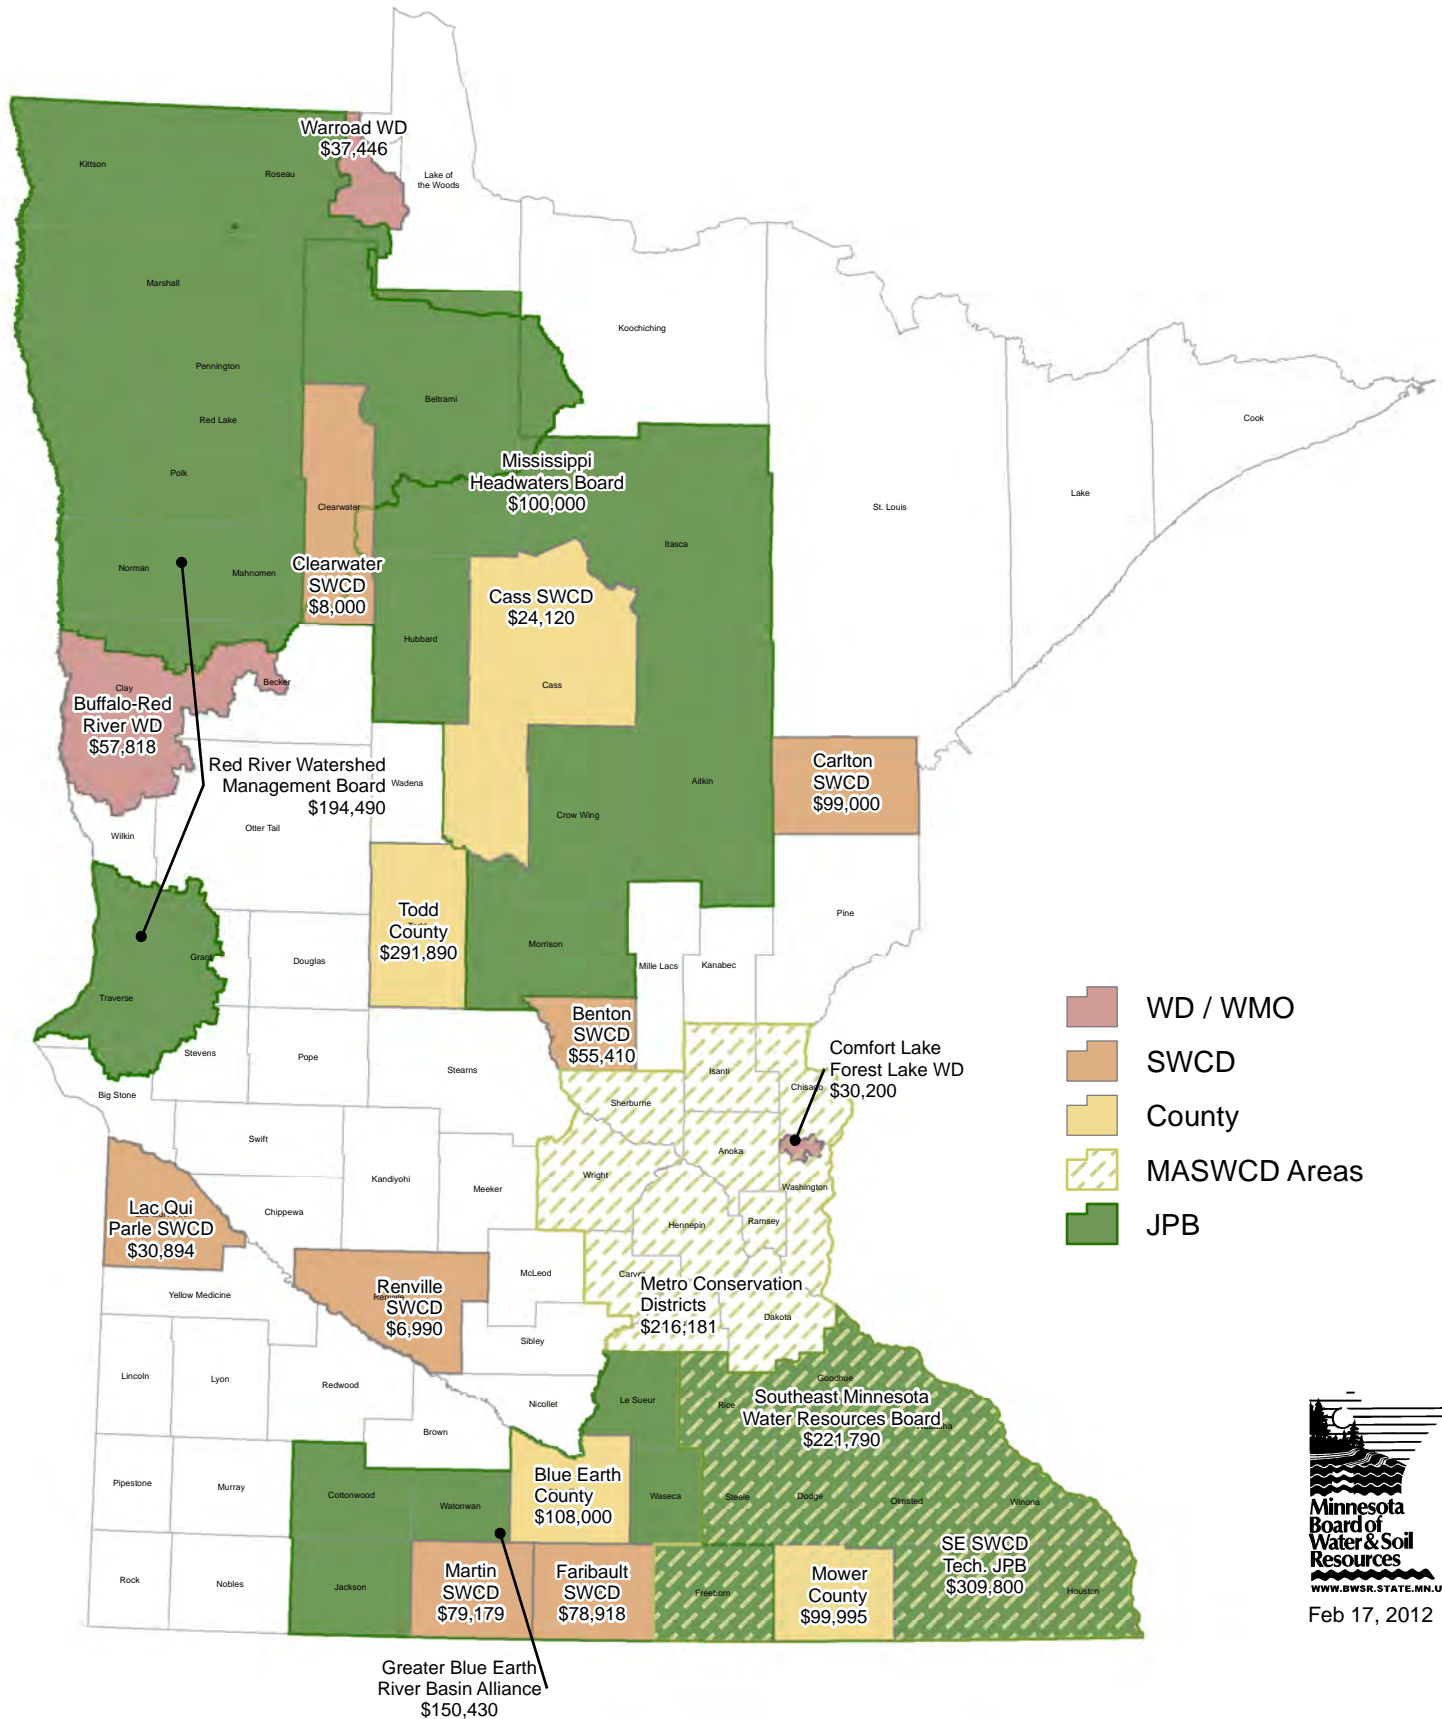 Warroad WD
$37,446
Kittson
Roseau
Lake of
the Woods
Marshall
Koochiching
Pennington
Beltrami
Red Lake
Cook
Polk
Mississippi
Headwaters Board
$100,000
Clearwater
St. Louis
Lake
Itasca
Norman
Mahnomen
Clearwater
SWCD
$8,000
Cass SWCD
$24,120
Hubbard
Cass
Clay
Becker
Buffalo-Red
River WD
$57,818
Red River Watershed
Management Board
$194,490
Wadena
Aitkin
Carlton
SWCD
$99,000
Crow Wing
Wilkin
Otter Tail
Todd
County
$291,890
Pine
Morrison
Grant
Douglas
Mille Lacs
Kanabec
Traverse
Benton
SWCD
$55,410
Stevens
Pope
Stearns
Isanti
Chisago
Comfort Lake
Forest Lake WD
$30,200
Big Stone
Sherburne
Swift
Anoka
Wright
Kandiyohi
Meeker
Washington
Chippewa
Hennepin
Ramsey
Lac Qui
Parle SWCD
$30,894
McLeod
Carver
Metro Conservation
Districts
$216,181
Yellow Medicine
Renville
SWCD
$6,990
Dakota
Sibley
Lincoln
Lyon
Redwood
Goodhue
Nicollet
Le Sueur
Rice
Southeast Minnesota
Water Resources Board
$221,790
Brown
Pipestone
Murray
Cottonwood
Watonwan
Blue Earth
County
$108,000
Waseca
Steele
Dodge
Olmsted
Winona
SE SWCD
Tech. JPB
$309,800
Rock
Nobles
Jackson
Martin
SWCD
$79,179
Faribault
SWCD
$78,918
Freeborn
Mower
County
$99,995
Houston
Greater Blue Earth
River Basin Alliance
$150,430
WD / WMO
SWCD
County
MASWCD Areas
JPB
Minnesota
Board of
Water & Soil
Resources
WWW.BWSR.STATE.MN.U
Feb 17, 2012